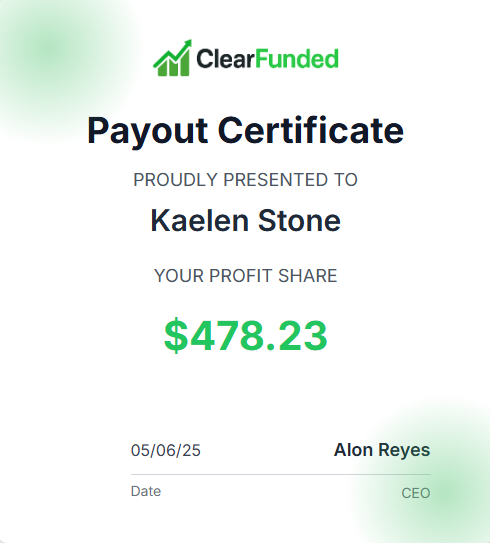 ClearFunded
Payout Certificate
PROUDLY PRESENTED TO
Kaelen Stone
YOUR PROFIT SHARE
$478.23
05/06/25 Alon Reyes
Date CEO